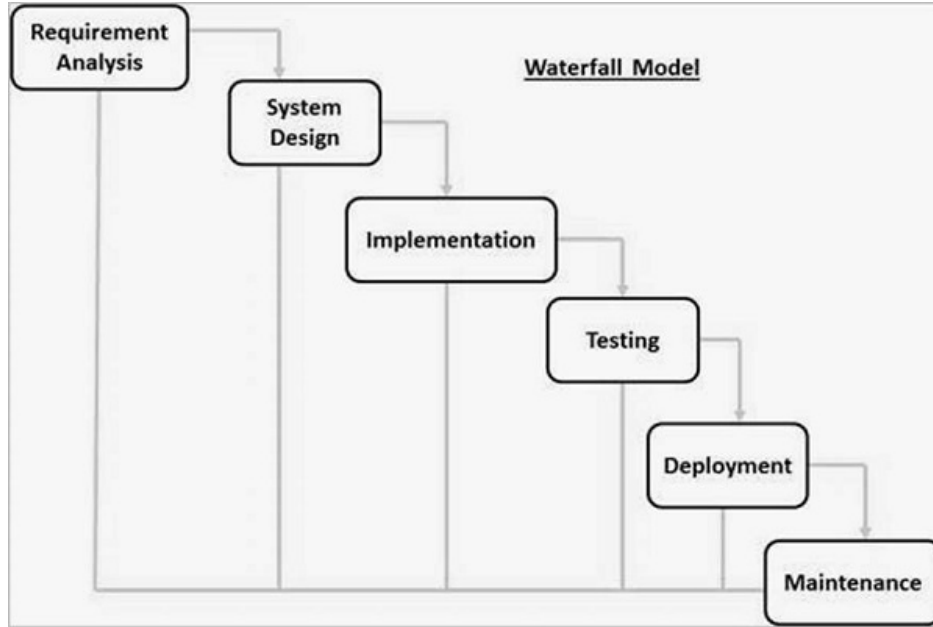 Requirement
Analysis
Waterfall Model
System
Design
Implementation
Testing
Deployment
Maintenance